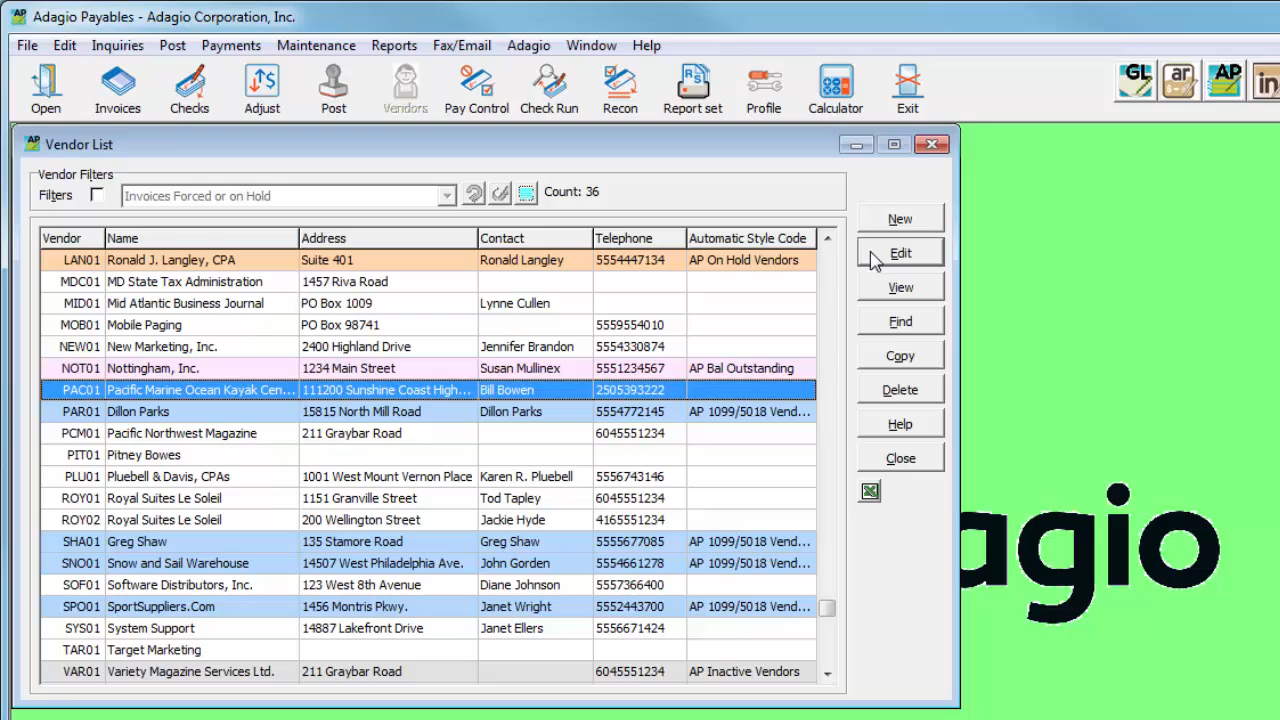 Adagio Payables - Adagio Corporation, Inc.
File Edit Inquiries Post Payments Maintenance Reports Fax/Email Adagio Window Help
Open Invoices Checks Adjust Post Vendors Pay Control Check Run Recon Report set Profile Calculator Exit
GL ar AP in
Vendor List
Vendor Filters
Filters Invoices Forced or on Hold Count: 36
Vendor Name Address Contact Telephone Automatic Style Code
LAN01 Ronald J. Langley, CPA Suite 401 Ronald Langley 5554447134 AP On Hold Vendors
MDC01 MD State Tax Administration 1457 Riva Road
MID01 Mid Atlantic Business Journal PO Box 1009 Lynne Cullen
MOB01 Mobile Paging PO Box 98741 5559554010
NEW01 New Marketing, Inc. 2400 Highland Drive Jennifer Brandon 5554330874
NOT01 Nottingham, Inc. 1234 Main Street Susan Mullinex 5551234567 AP Bal Outstanding
PAC01 Pacific Marine Ocean Kayak Cen... 111200 Sunshine Coast High... Bill Bowen 2505393222
PAR01 Dillon Parks 15815 North Mill Road Dillon Parks 5554772145 AP 1099/5018 Vend...
PCM01 Pacific Northwest Magazine 211 Graybar Road 6045551234
PIT01 Pitney Bowes
PLU01 Pluebell & Davis, CPAs 1001 West Mount Vernon Place Karen R. Pluebell 5556743146
ROY01 Royal Suites Le Soleil 1151 Granville Street Tod Tapley 6045551234
ROY02 Royal Suites Le Soleil 200 Wellington Street Jackie Hyde 4165551234
SHA01 Greg Shaw 135 Stamore Road Greg Shaw 5555677085 AP 1099/5018 Vend...
SNO01 Snow and Sail Warehouse 14507 West Philadelphia Ave. John Gorden 5554661278 AP 1099/5018 Vend...
SOF01 Software Distributors, Inc. 123 West 8th Avenue Diane Johnson 5557366400
SPO01 SportSuppliers.Com 1456 Montris Pkwy. Janet Wright 5552443700 AP 1099/5018 Vend...
SYS01 System Support 14887 Lakefront Drive Janet Ellers 5556671424
TAR01 Target Marketing
VAR01 Variety Magazine Services Ltd. 211 Graybar Road 6045551234 AP Inactive Vendors
New
Edit
View
Find
Copy
Delete
Help
Close
adagio